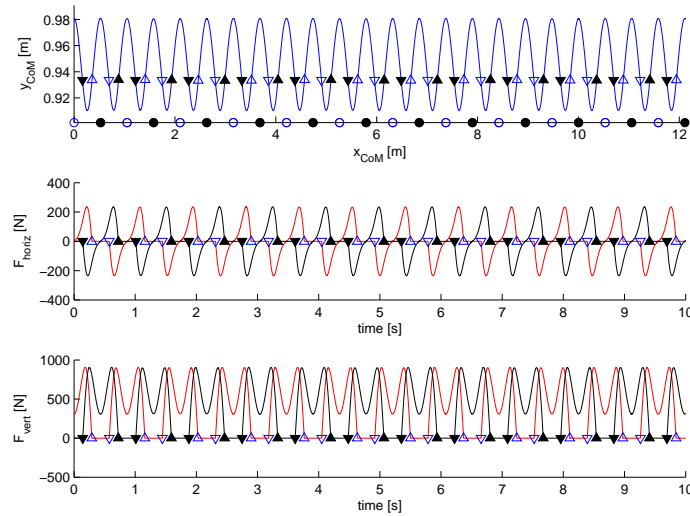 0.98
0.96
0.94
0.92
y_CoM [m]
0 2 4 6 8 10 12
x_CoM [m]
400
200
0
−200
−400
F_horiz [N]
0 1 2 3 4 5 6 7 8 9 10
time [s]
1000
500
0
−500
F_vert [N]
0 1 2 3 4 5 6 7 8 9 10
time [s]